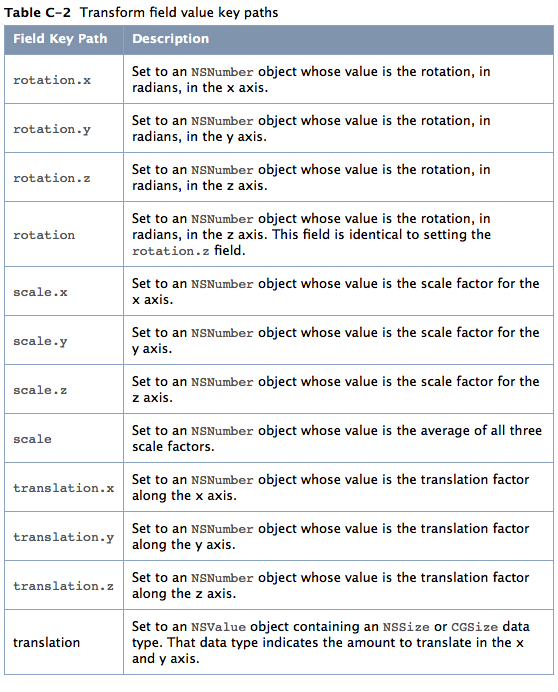 Table C-2 Transform field value key paths
Field Key Path Description
rotation.x Set to an NSNumber object whose value is the rotation, in
radians, in the x axis.
rotation.y Set to an NSNumber object whose value is the rotation, in
radians, in the y axis.
rotation.z Set to an NSNumber object whose value is the rotation, in
radians, in the z axis.
rotation Set to an NSNumber object whose value is the rotation, in
radians, in the z axis. This field is identical to setting the
rotation.z field.
scale.x Set to an NSNumber object whose value is the scale factor for the
x axis.
scale.y Set to an NSNumber object whose value is the scale factor for the
y axis.
scale.z Set to an NSNumber object whose value is the scale factor for the
z axis.
scale Set to an NSNumber object whose value is the average of all three
scale factors.
translation.x Set to an NSNumber object whose value is the translation factor
along the x axis.
translation.y Set to an NSNumber object whose value is the translation factor
along the y axis.
translation.z Set to an NSNumber object whose value is the translation factor
along the z axis.
translation Set to an NSValue object containing an NSSize or CGSize data
type. That data type indicates the amount to translate in the x
and y axis.